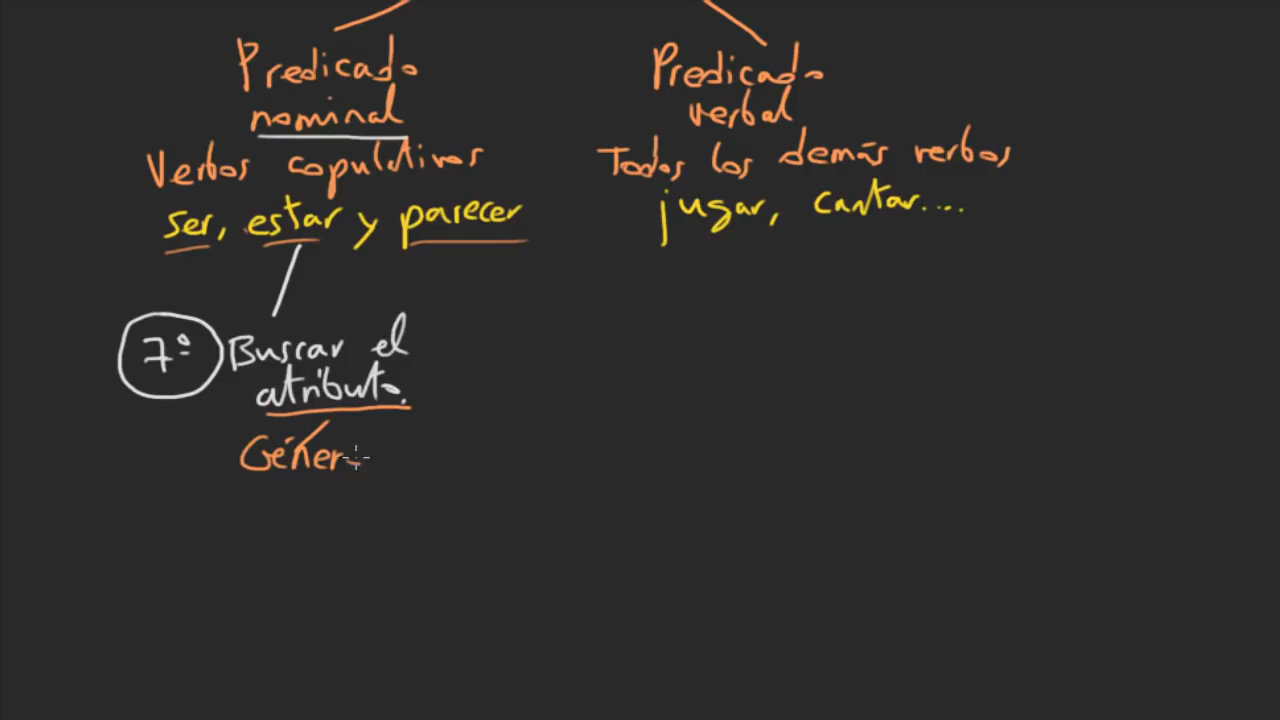 Predicado
nominal
Verbos copulativos
ser, estar y parecer
7º Buscar el
atributo.
Géner
Predicado
verbal
Todos los demás verbos
jugar, cantar....